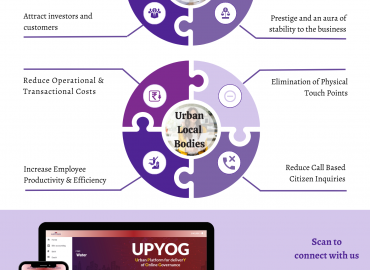 Attract investors and
customers
Prestige and an aura of
stability to the business
Reduce Operational &
Transactional Costs
Elimination of Physical
Touch Points
Urban
Local
Bodies
Increase Employee
Productivity & Efficiency
Reduce Call Based
Citizen Inquiries
UPYOG
Urban Platform for deliverY
of Online Governance
Water
Scan to
connect with us